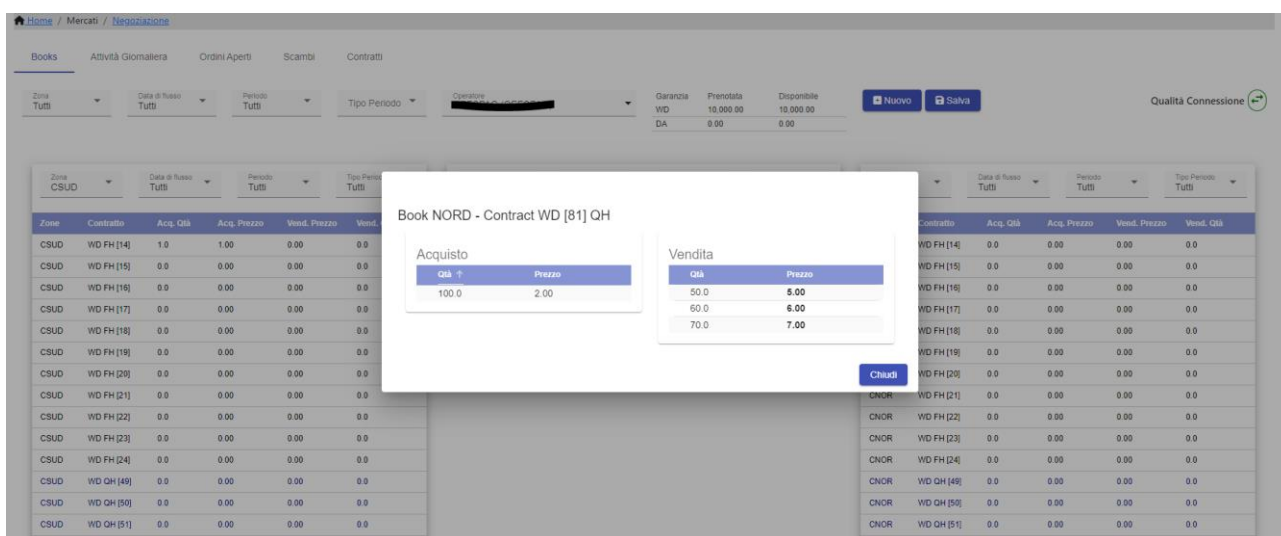 Home / Mercati / Negoziazione
Books Attività Giornaliera Ordini Aperti Scambi Contratti
Zona Data di flusso Periodo Operatore Garanzia Prenotata Disponibile
Tutti Tutti Tutti Tipo Periodo WD 10,000.00 10,000.00 Nuovo Salva Qualità Connessione
DA 0.00 0.00
Zona Data di flusso Periodo Tipo Periodo Data di flusso Periodo Tipo Periodo
CSUD Tutti Tutti Tutti Tutti Tutti Tutti
Book NORD - Contract WD [81] QH
Acquisto Vendita
Qtà ↑ Prezzo Qtà Prezzo
100.0 2.00 50.0 5.00
60.0 6.00
70.0 7.00
Chiudi
Zone Contratto Acq. Qtà Acq. Prezzo Vend. Prezzo Vend.
CSUD WD FH [14] 1.0 1.00 0.00 0.0
CSUD WD FH [15] 0.0 0.00 0.00 0.0
CSUD WD FH [16] 0.0 0.00 0.00 0.0
CSUD WD FH [17] 0.0 0.00 0.00 0.0
CSUD WD FH [18] 0.0 0.00 0.00 0.0
CSUD WD FH [19] 0.0 0.00 0.00 0.0
CSUD WD FH [20] 0.0 0.00 0.00 0.0
CSUD WD FH [21] 0.0 0.00 0.00 0.0
CSUD WD FH [22] 0.0 0.00 0.00 0.0
CSUD WD FH [23] 0.0 0.00 0.00 0.0
CSUD WD FH [24] 0.0 0.00 0.00 0.0
CSUD WD QH [49] 0.0 0.00 0.00 0.0
CSUD WD QH [50] 0.0 0.00 0.00 0.0
CSUD WD QH [51] 0.0 0.00 0.00 0.0
Contratto Acq. Qtà Acq. Prezzo Vend. Prezzo Vend. Qtà
WD FH [14] 0.0 0.00 0.00 0.0
WD FH [15] 0.0 0.00 0.00 0.0
WD FH [16] 0.0 0.00 0.00 0.0
WD FH [17] 0.0 0.00 0.00 0.0
WD FH [18] 0.0 0.00 0.00 0.0
WD FH [19] 0.0 0.00 0.00 0.0
WD FH [20] 0.0 0.00 0.00 0.0
CNOR WD FH [21] 0.0 0.00 0.00 0.0
CNOR WD FH [22] 0.0 0.00 0.00 0.0
CNOR WD FH [23] 0.0 0.00 0.00 0.0
CNOR WD FH [24] 0.0 0.00 0.00 0.0
CNOR WD QH [49] 0.0 0.00 0.00 0.0
CNOR WD QH [50] 0.0 0.00 0.00 0.0
CNOR WD QH [51] 0.0 0.00 0.00 0.0